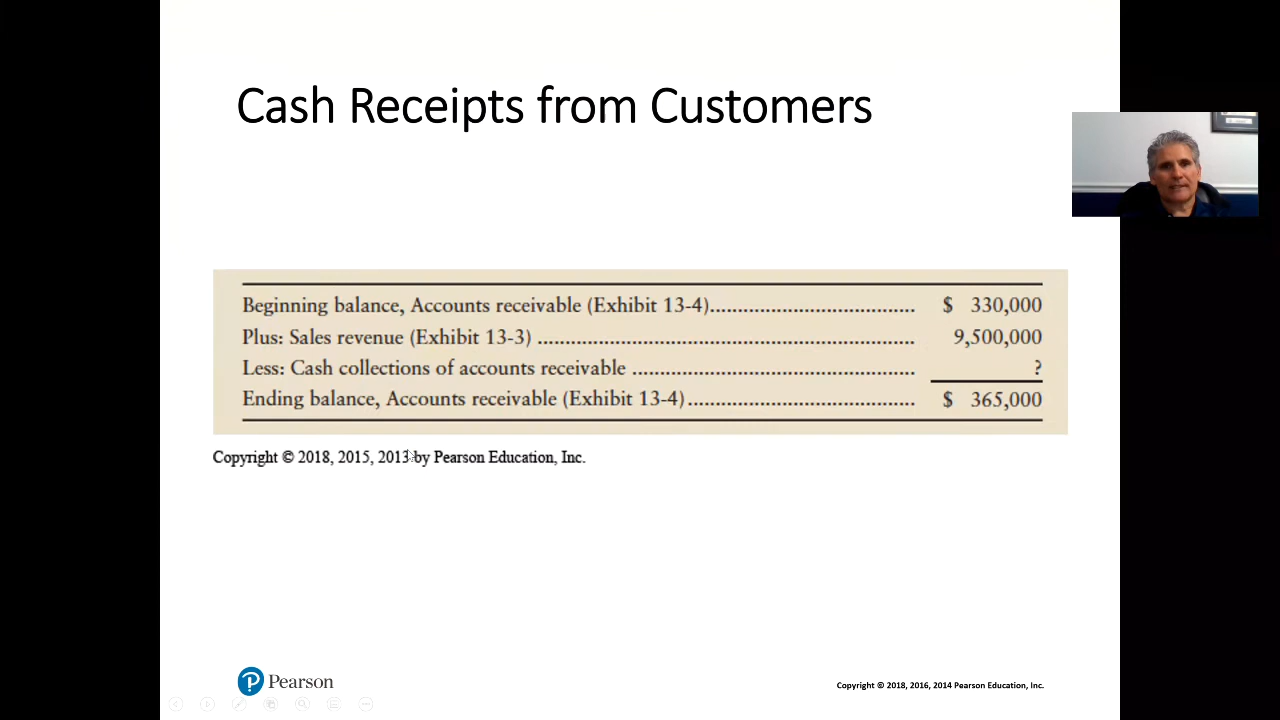 Cash Receipts from Customers
Beginning balance, Accounts receivable (Exhibit 13-4)..................................... $ 330,000
Plus: Sales revenue (Exhibit 13-3) .................................................................. 9,500,000
Less: Cash collections of accounts receivable .................................................. ?
Ending balance, Accounts receivable (Exhibit 13-4)......................................... $ 365,000
Copyright © 2018, 2015, 2013 by Pearson Education, Inc.
P Pearson
Copyright © 2018, 2016, 2014 Pearson Education, Inc.